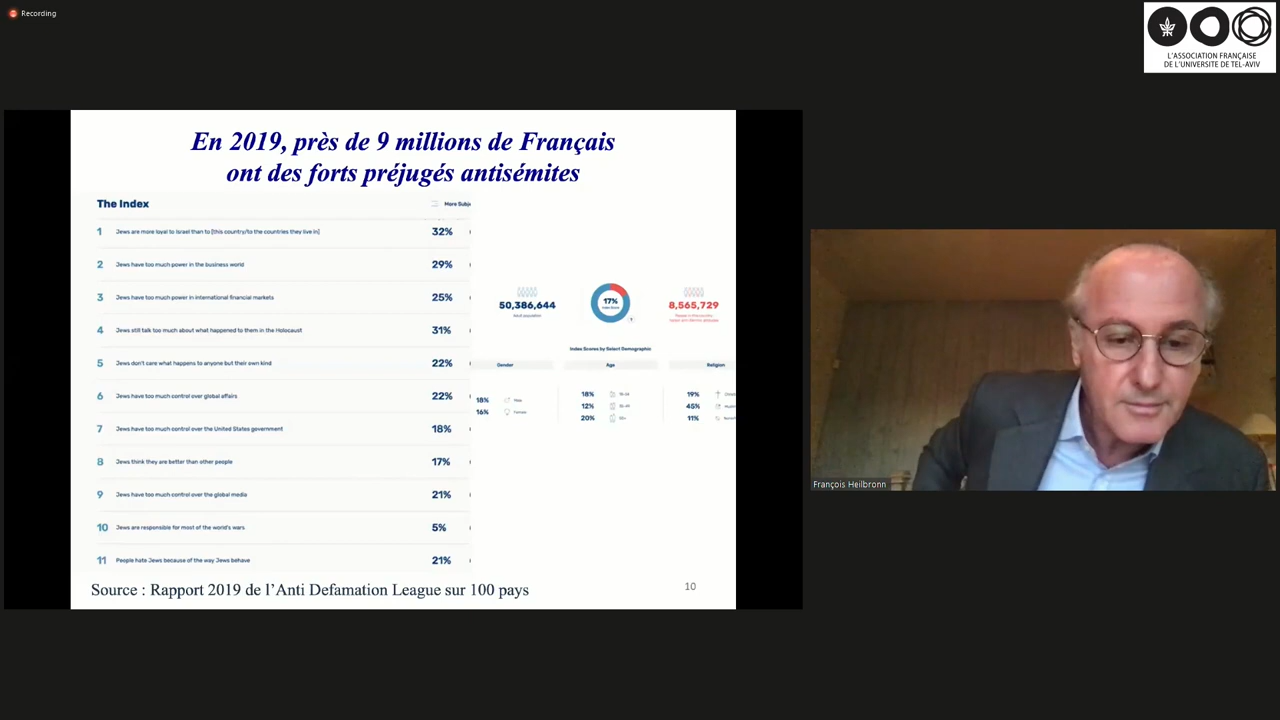 Recording
L'ASSOCIATION FRANÇAISE
DE L'UNIVERSITE DE TEL-AVIV
En 2019, près de 9 millions de Français
ont des forts préjugés antisémites
The Index
More Subje
1 Jews are more loyal to Israel than to [this country/to the countries they live in] 32%
2 Jews have too much power in the business world 29%
3 Jews have too much power in international financial markets 25%
4 Jews still talk too much about what happened to them in the Holocaust 31%
5 Jews don't care what happens to anyone but their own kind 22%
6 Jews have too much control over global affairs 22%
7 Jews have too much control over the United States government 18%
8 Jews think they are better than other people 17%
9 Jews have too much control over the global media 21%
10 Jews are responsible for most of the world's wars 5%
11 People hate Jews because of the way Jews behave 21%
50,386,644
Adult population
17%
Index Score
8,565,729
Index Scores by Select Demographic
Gender Age Religion
18% Male
16% Female
18%
12%
20% 50+
19%
45%
11%
Source : Rapport 2019 de l'Anti Defamation League sur 100 pays
10
François Heilbronn